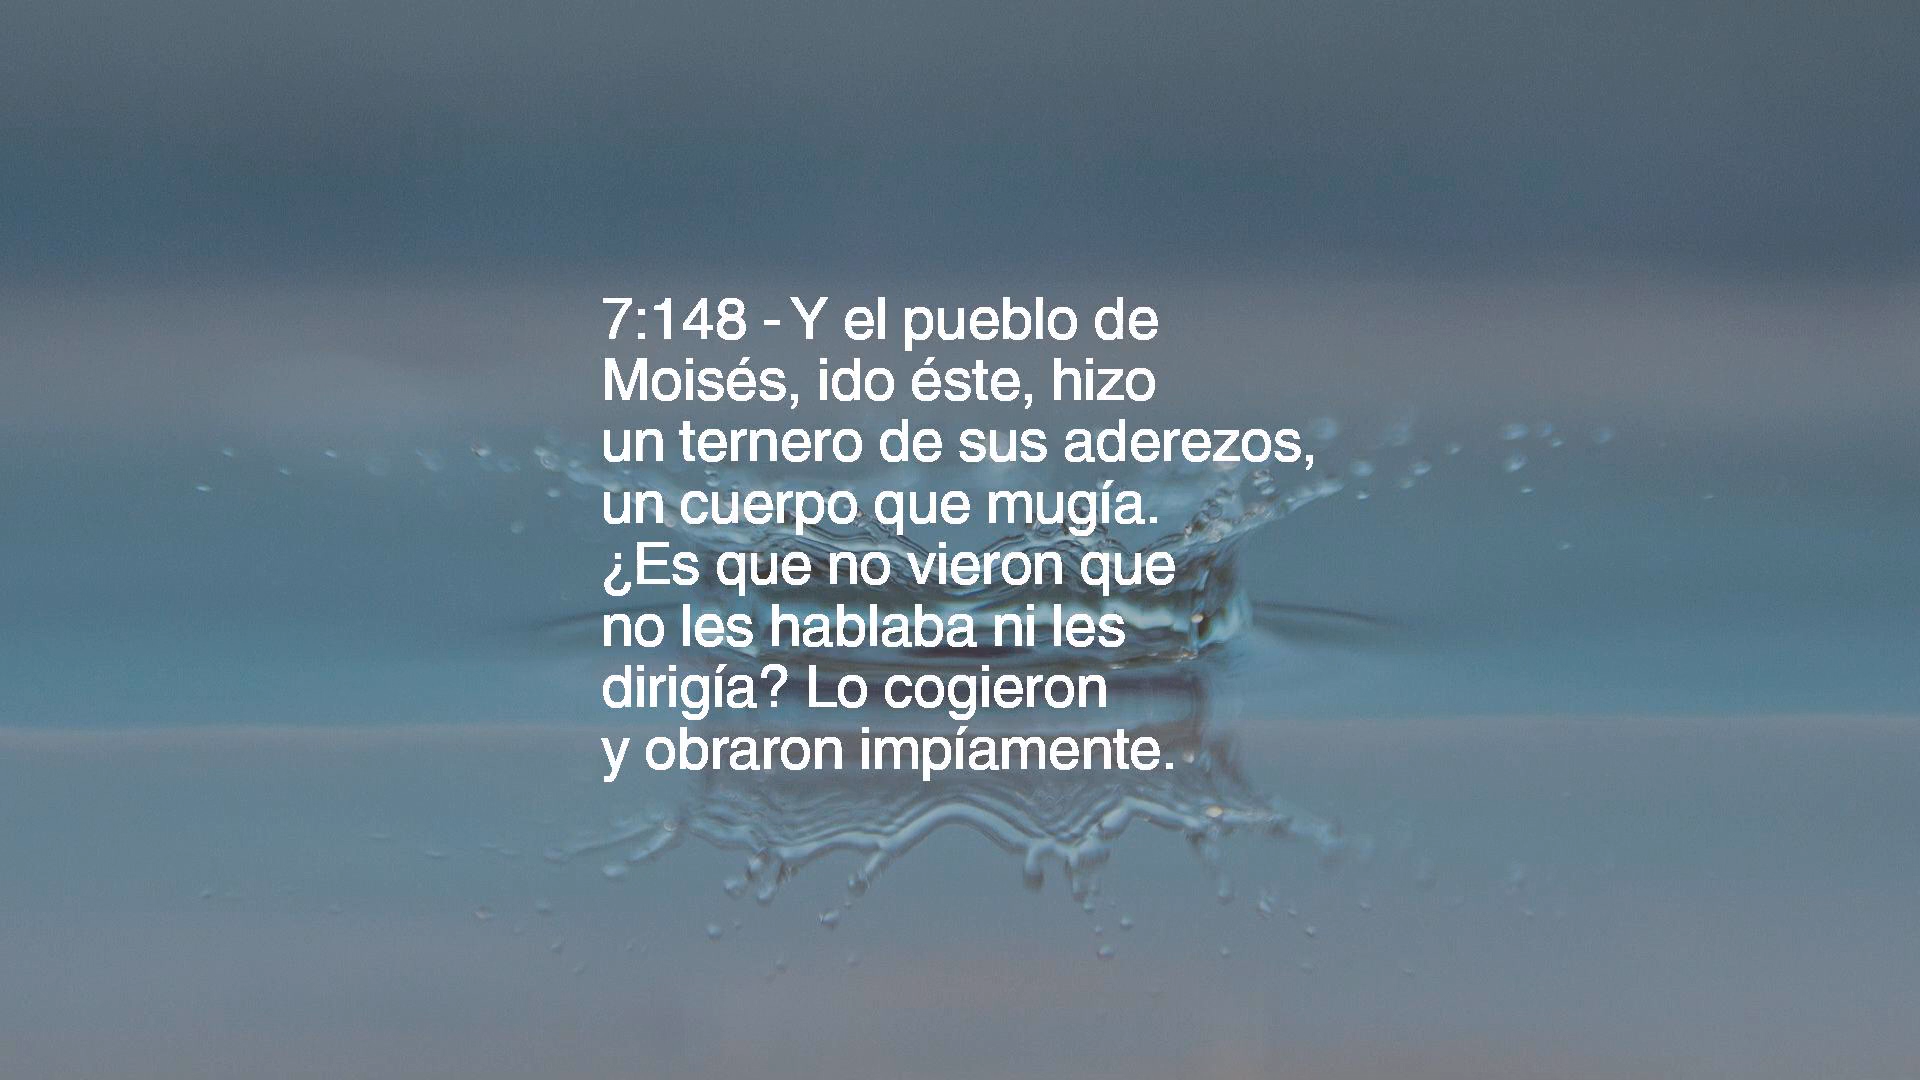 7:148 - Y el pueblo de
Moisés, ido éste, hizo
un ternero de sus aderezos,
un cuerpo que mugía.
¿Es que no vieron que
no les hablaba ni les
dirigía? Lo cogieron
y obraron impíamente.